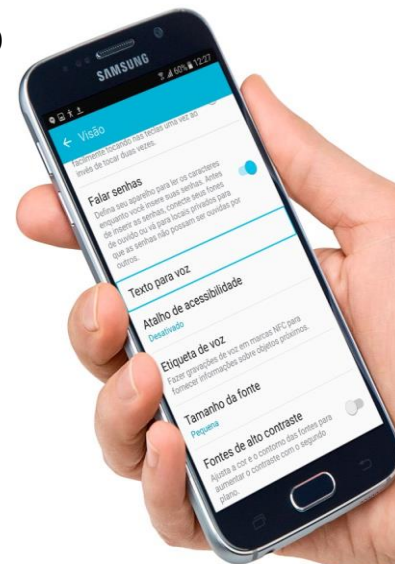 SAMSUNG
60% 12:27
← Visão
facilmente tocando nas teclas uma vez ao
invés de tocar duas vezes.
Falar senhas
Defina seu aparelho para ler os caracteres
enquanto você insere suas senhas. Antes
de inserir as senhas, conecte seus fones
de ouvido ou vá para locais privados para
que as senhas não possam ser ouvidas por
outros.
Texto para voz
Atalho de acessibilidade
Desativado
Etiqueta de voz
Fazer gravações de voz em marcas NFC para
fornecer informações sobre objetos próximos.
Tamanho da fonte
Pequena
Fontes de alto contraste
Ajusta a cor e o contorno das fontes para
aumentar o contraste com o segundo
plano.